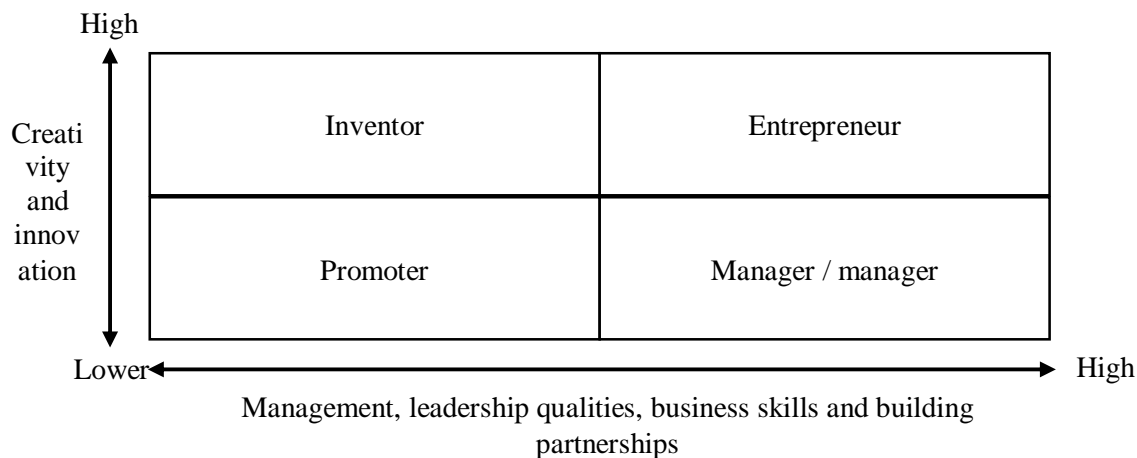 High
Inventor
Entrepreneur
Creati
vity
and
innov
ation
Promoter
Manager / manager
Lower
High
Management, leadership qualities, business skills and building
partnerships